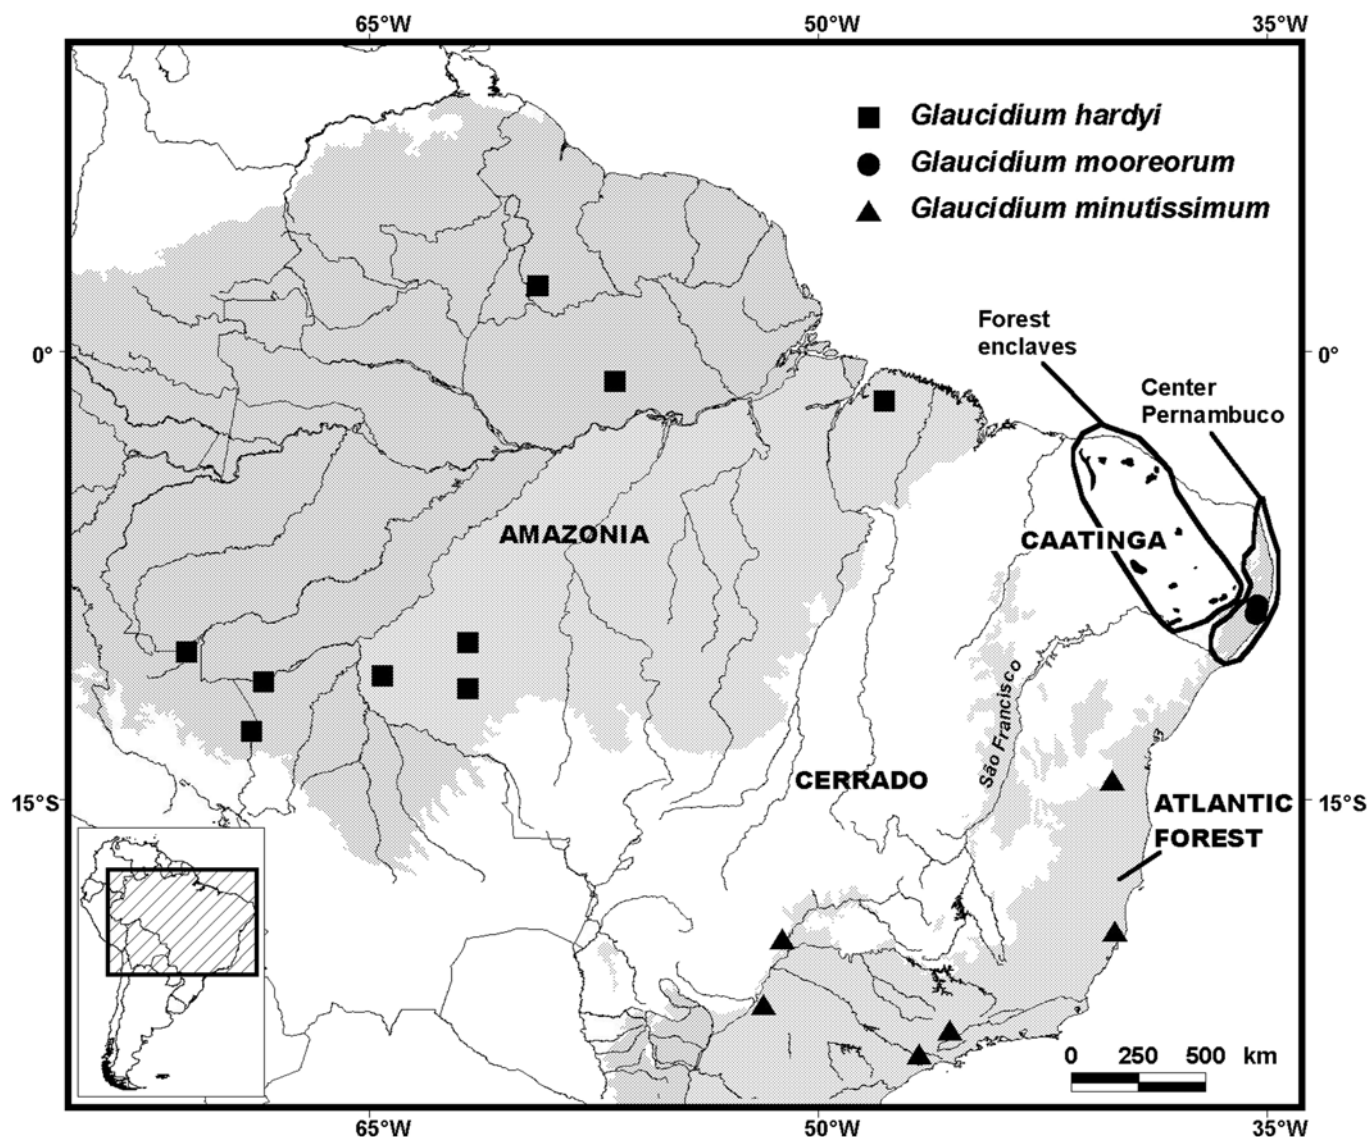 65°W 50°W 35°W
Glaucidium hardyi
Glaucidium mooreorum
Glaucidium minutissimum
Forest
enclaves
0° 0°
Center
Pernambuco
AMAZONIA
CAATINGA
São Francisco
CERRADO
15°S 15°S
ATLANTIC
FOREST
0 250 500 km
65°W 50°W 35°W